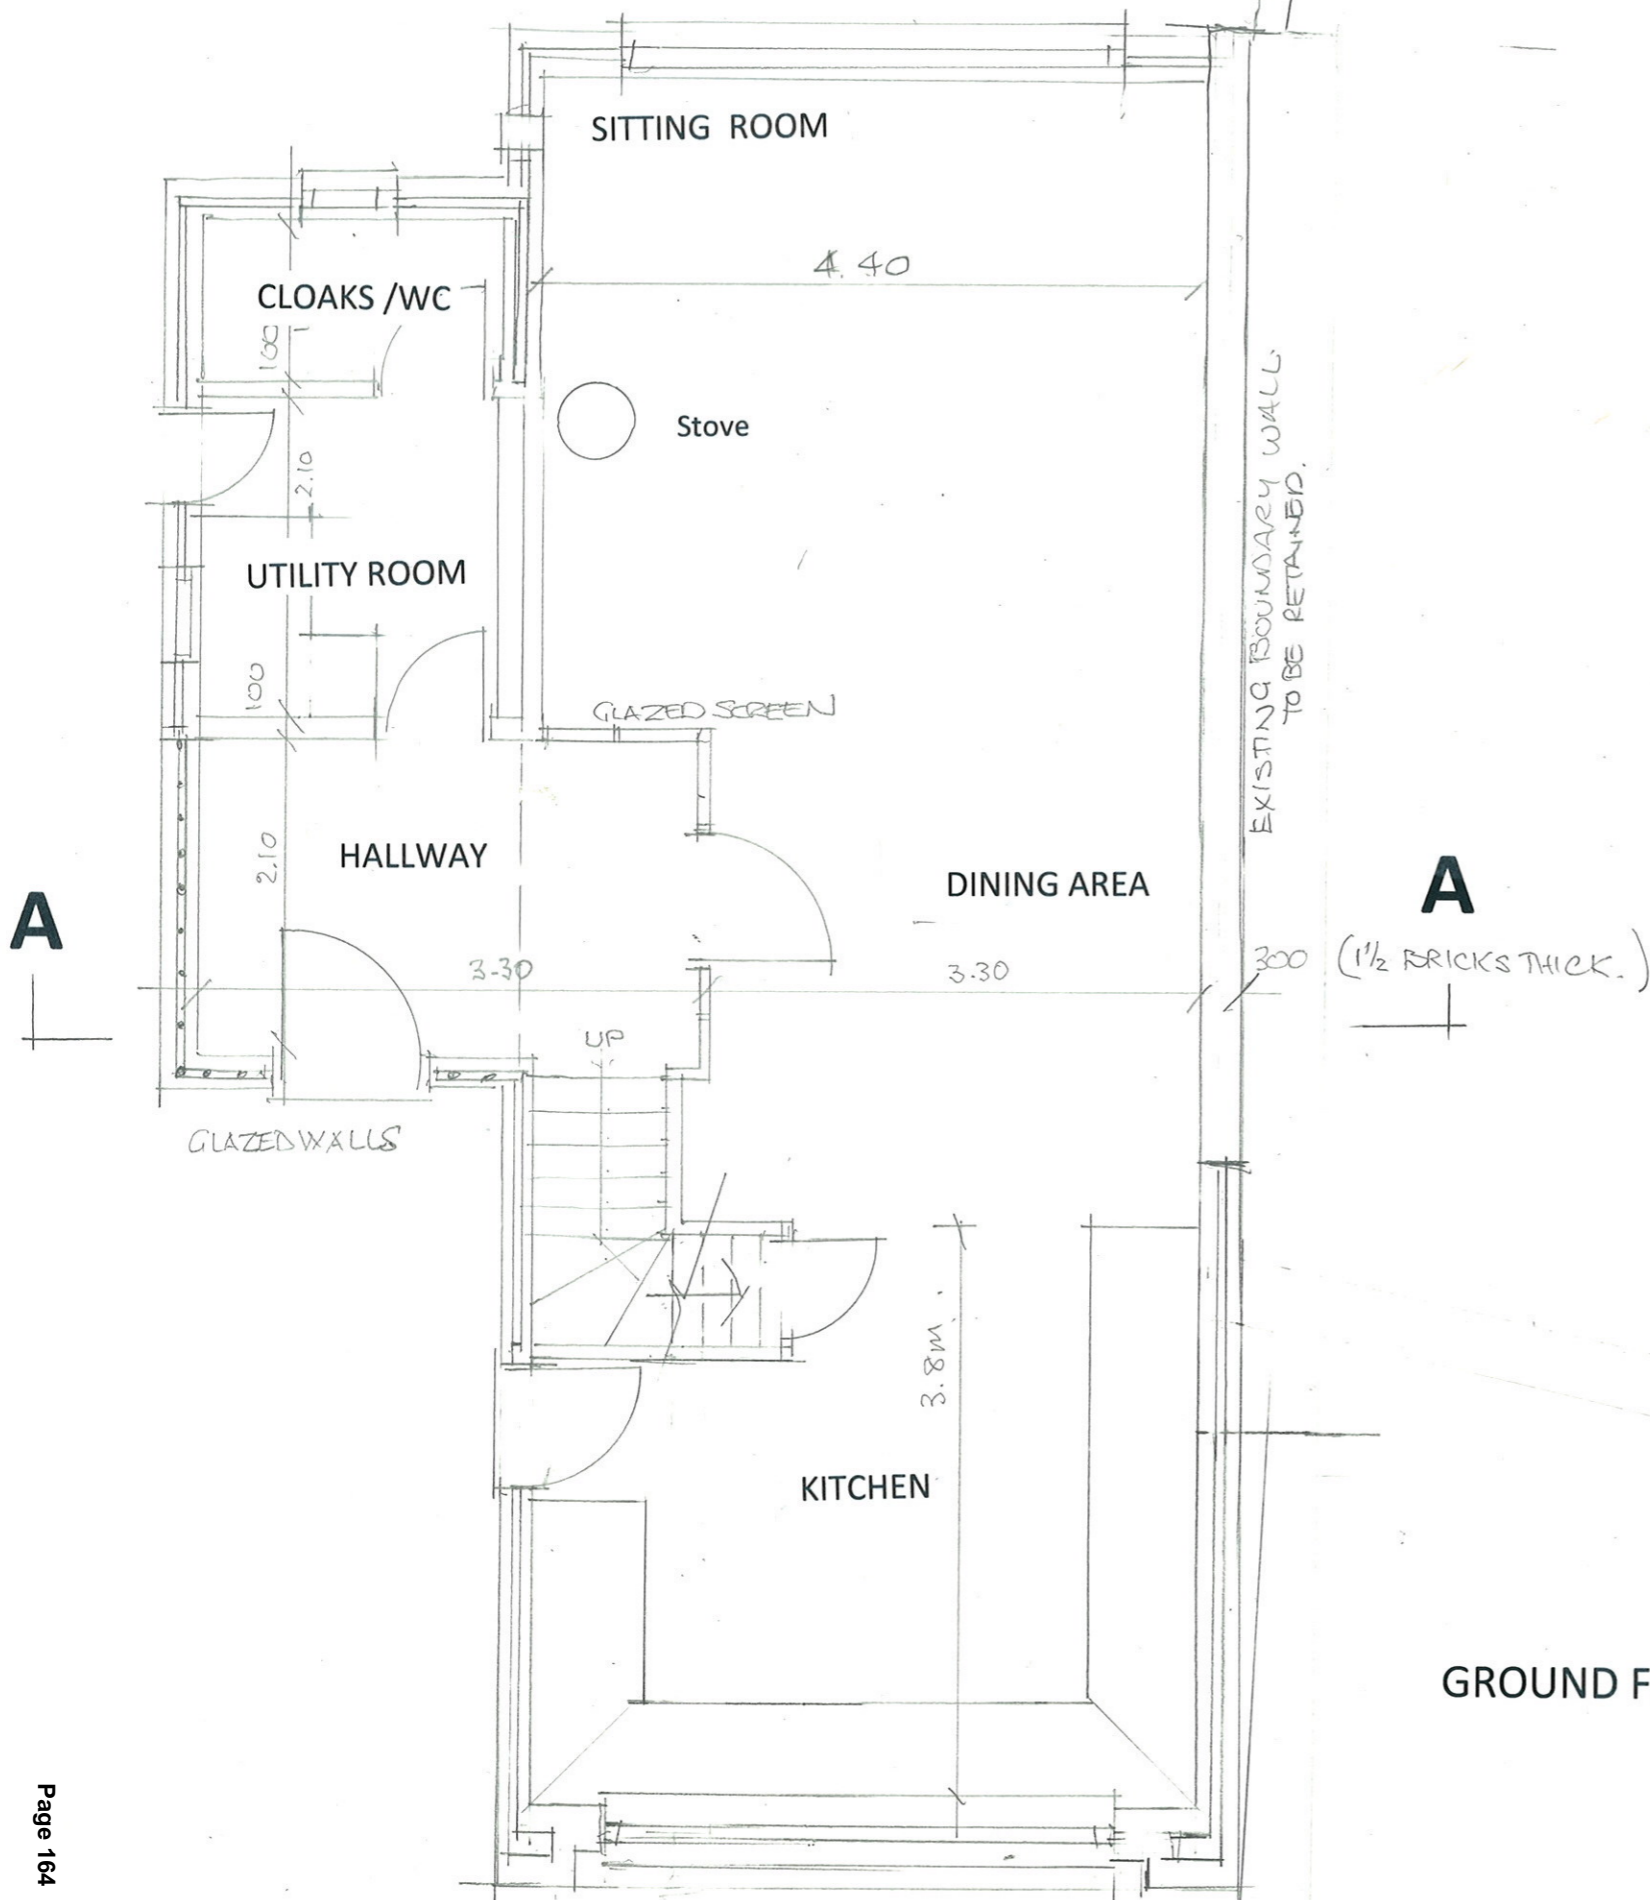 SITTING ROOM
4.40
CLOAKS /WC
100
Stove
2.10
UTILITY ROOM
100
GLAZED SCREEN
EXISTING BOUNDARY WALL.
TO BE RETAINED.
HALLWAY
2.10
DINING AREA
A
A
3.30
3.30
300
(1½ BRICKS THICK.)
UP
GLAZED WALLS
3.8m.
KITCHEN
GROUND F
Page 164